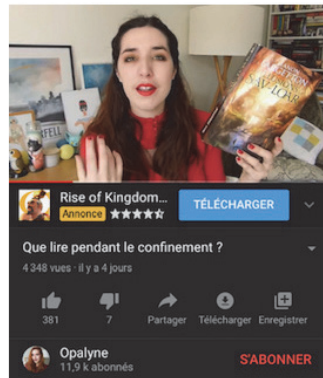 Rise of Kingdom...
Annonce
TÉLÉCHARGER
Que lire pendant le confinement ?
4 348 vues · il y a 4 jours
381
7
Partager
Télécharger
Enregistrer
Opalyne
11,9 k abonnés
S'ABONNER